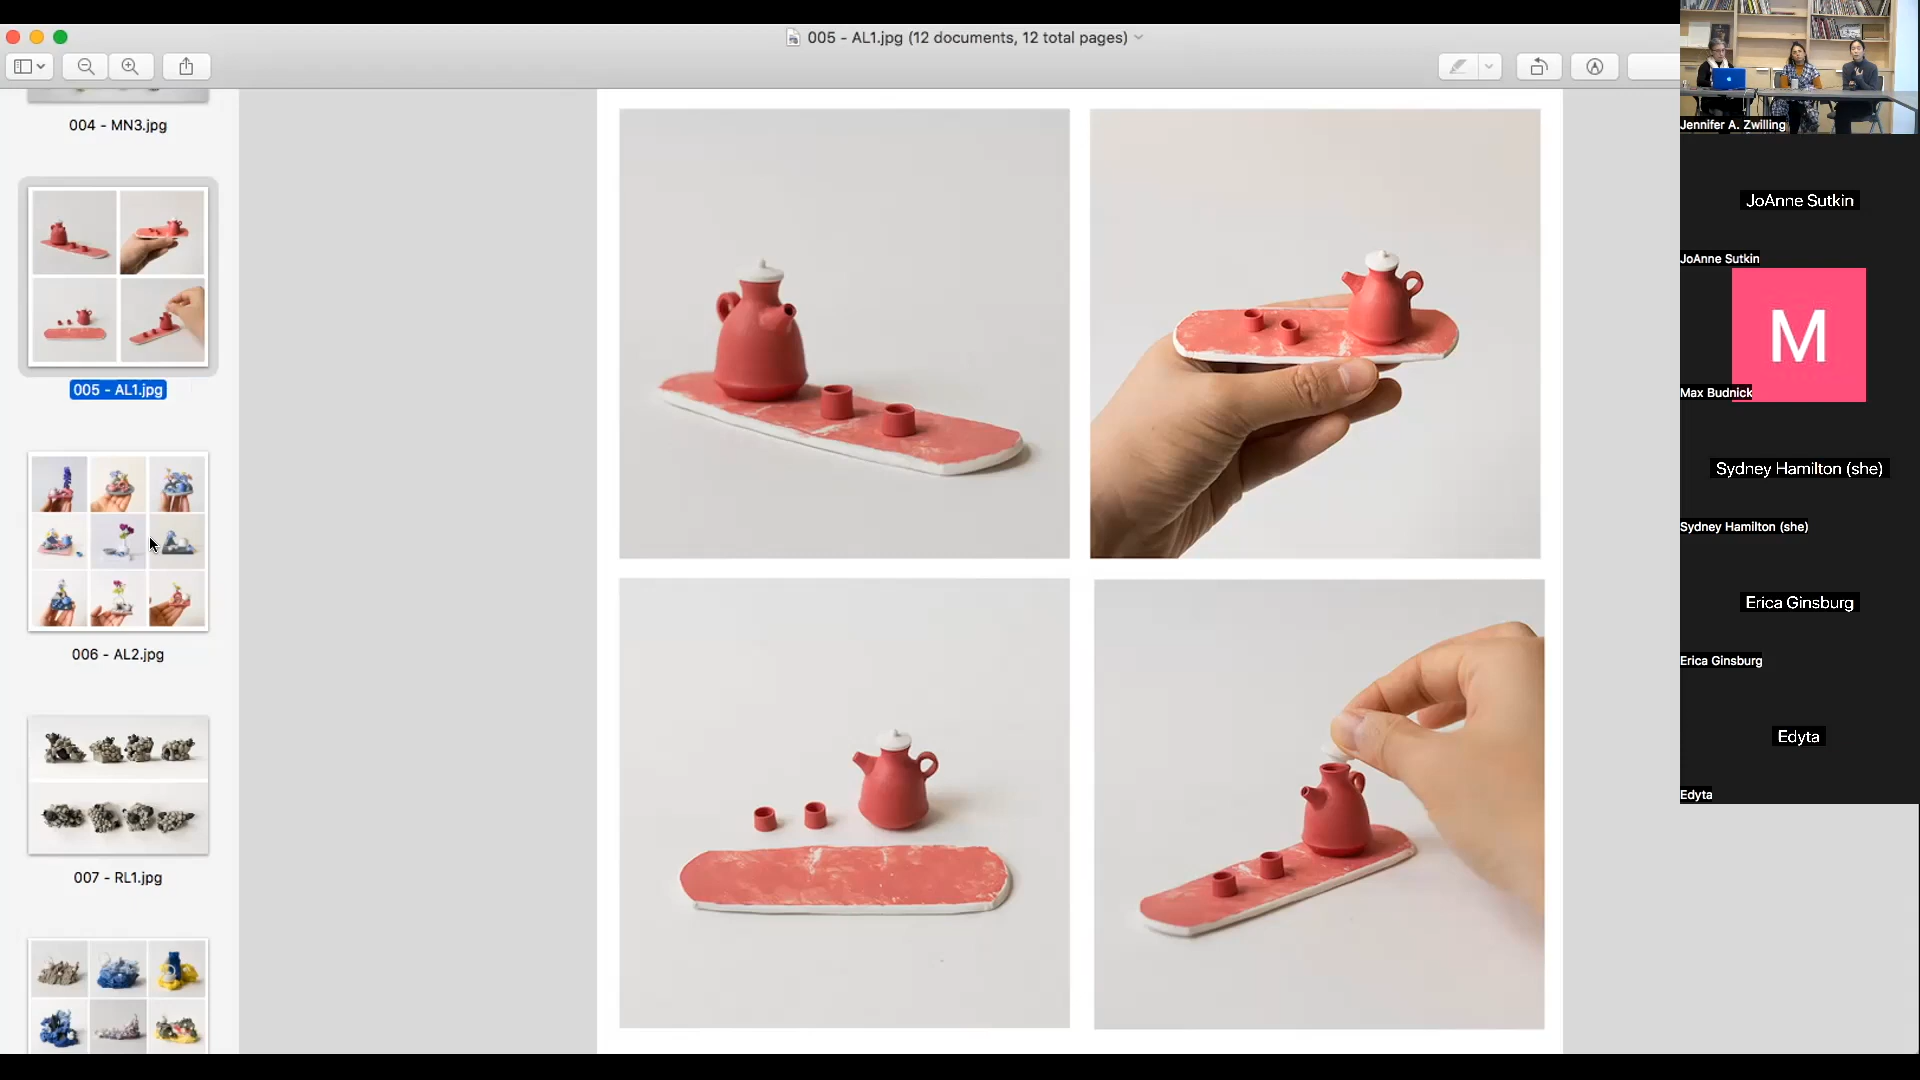 005 - AL1.jpg (12 documents, 12 total pages)
004 - MN3.jpg
005 - AL1.jpg
006 - AL2.jpg
007 - RL1.jpg
Jennifer A. Zwilling
JoAnne Sutkin
JoAnne Sutkin
M
Max Budnick
Sydney Hamilton (she)
Sydney Hamilton (she)
Erica Ginsburg
Erica Ginsburg
Edyta
Edyta